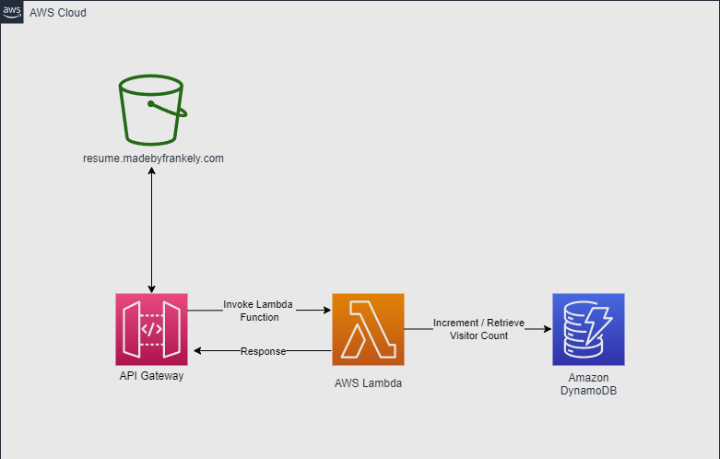 aws
AWS Cloud
resume.madebyfrankely.com
Invoke Lambda
Function
Response
Increment / Retrieve
Visitor Count
</>
API Gateway
AWS Lambda
Amazon
DynamoDB